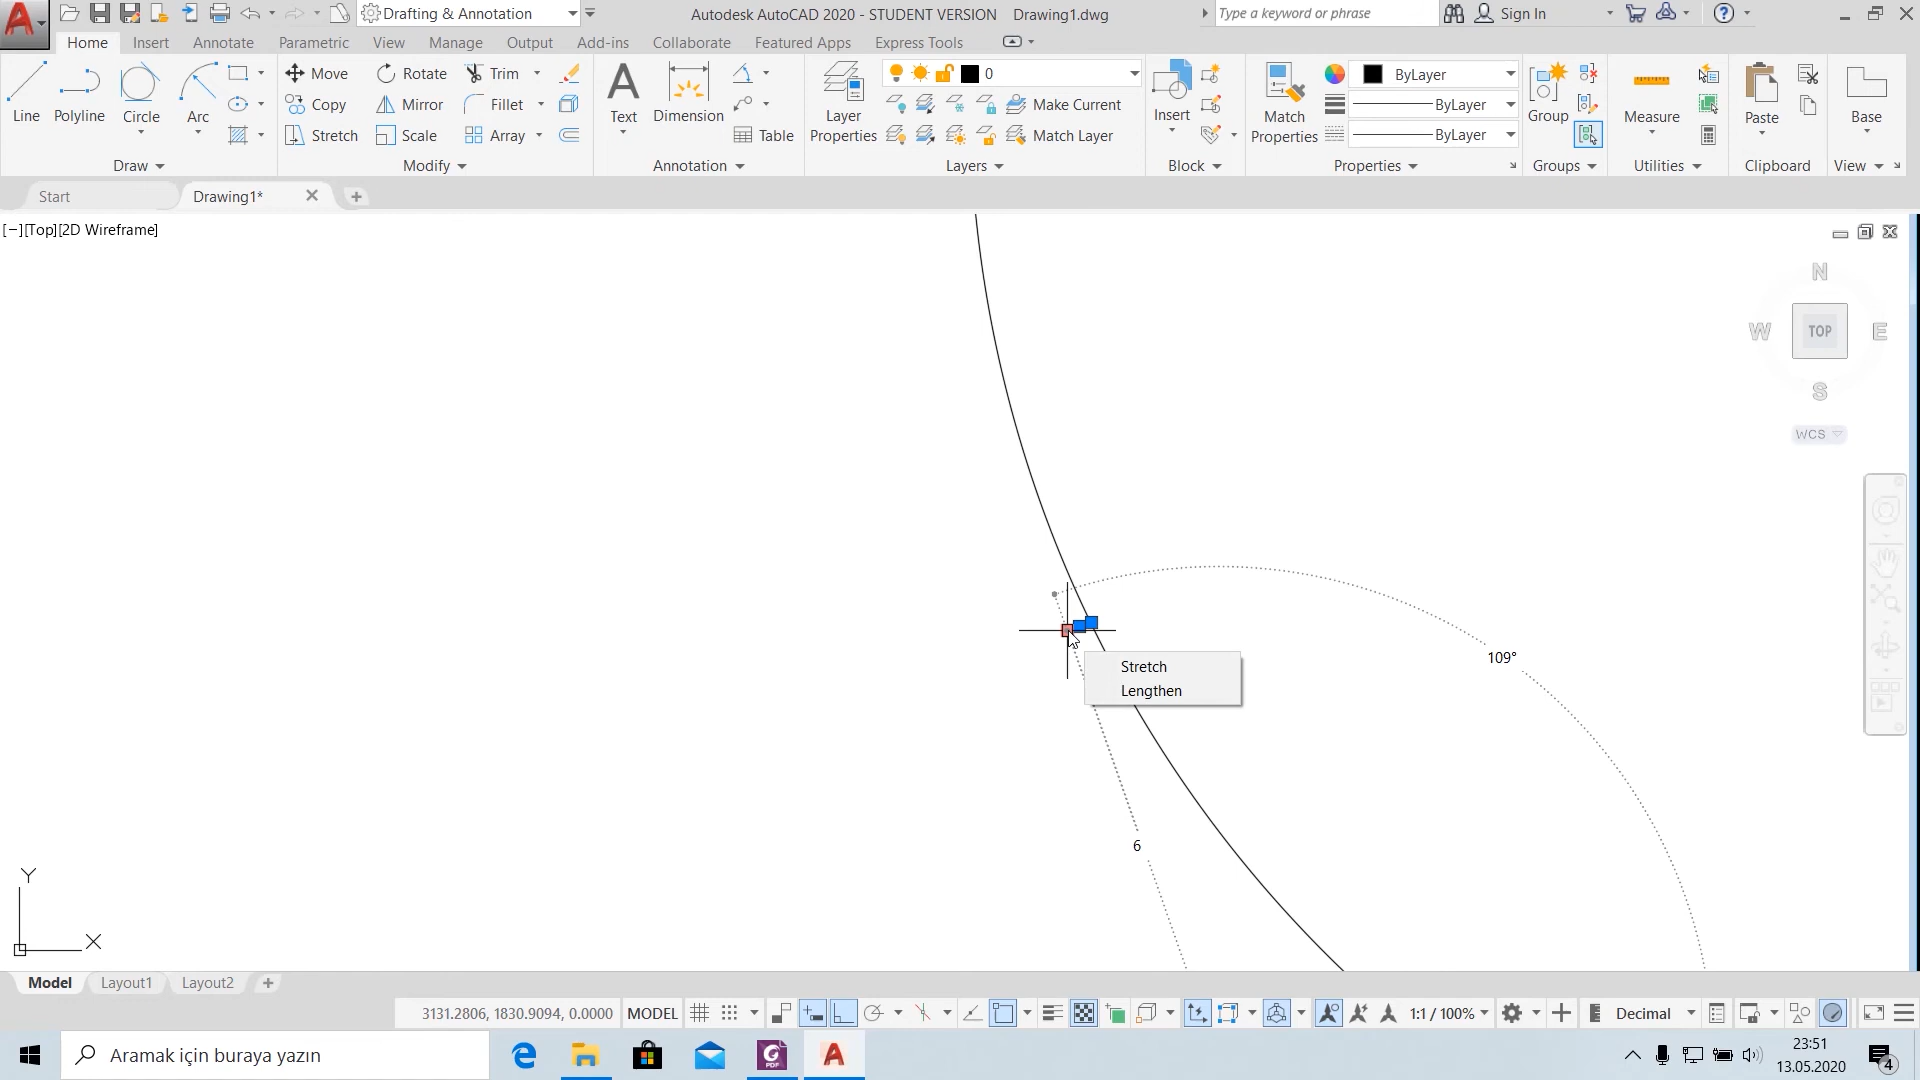 Drafting & Annotation
Autodesk AutoCAD 2020 - STUDENT VERSION Drawing1.dwg
Type a keyword or phrase
Sign In
Home Insert Annotate Parametric View Manage Output Add-ins Collaborate Featured Apps Express Tools
Line Polyline Circle Arc
Move Rotate Trim
Copy Mirror Fillet
Stretch Scale Array
Text Dimension Table
Layer Properties
0
Make Current
Match Layer
Insert
Match Properties
ByLayer
ByLayer
ByLayer
Group Measure Paste Base
Draw Modify Annotation Layers Block Properties Groups Utilities Clipboard View
Start Drawing1*
[−][Top][2D Wireframe]
N
W TOP E
S
WCS
109°
Stretch
Lengthen
6
Y
X
Model Layout1 Layout2
3131.2806, 1830.9094, 0.0000 MODEL 1:1 / 100% Decimal
Aramak için buraya yazın
PDF
23:51
13.05.2020
4